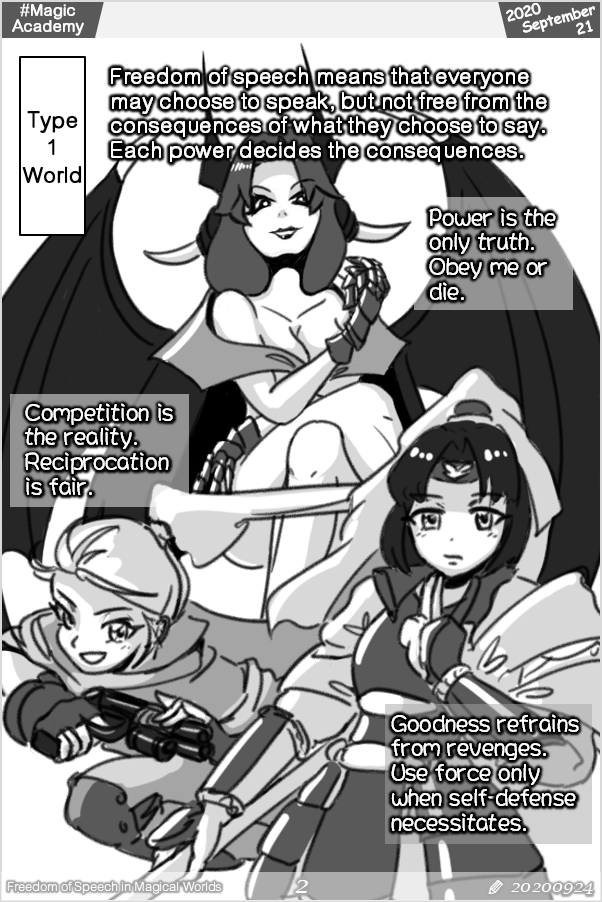 #Magic
Academy
2020
September
21
Type
1
World
Freedom of speech means that everyone
may choose to speak, but not free from the
consequences of what they choose to say.
Each power decides the consequences.
Power is the
only truth.
Obey me or
die.
Competition is
the reality.
Reciprocation
is fair.
Goodness refrains
from revenges.
Use force only
when self-defense
necessitates.
Freedom of Speech in Magical Worlds
2
20200924